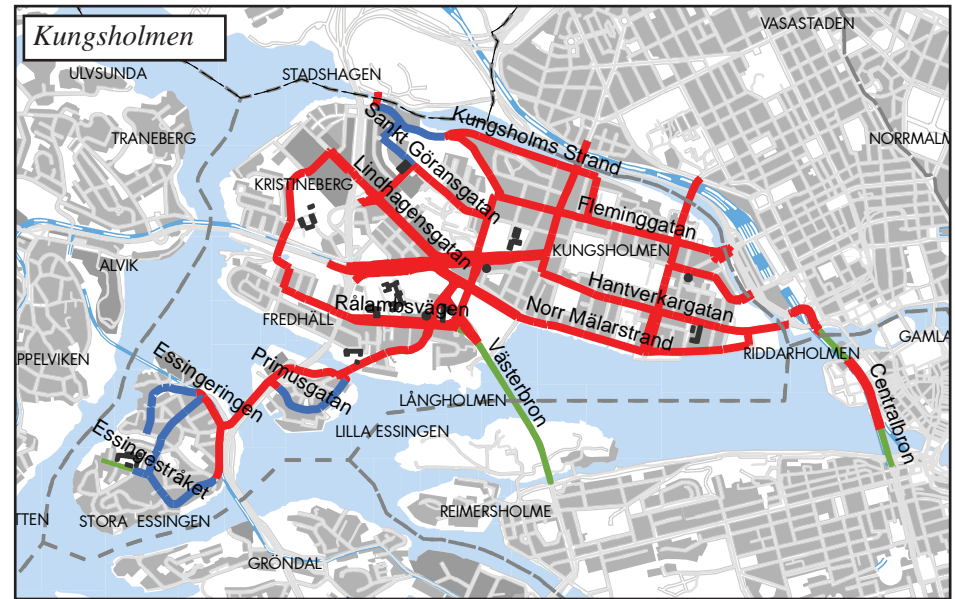 Kungsholmen
VASASTADEN
ULVSUNDA
STADSHAGEN
TRANEBERG
Kungsholms Strand
NORRMALM
Sankt Göransgatan
KRISTINEBERG
Lindhagensgatan
Fleminggatan
KUNGSHOLMEN
ALVIK
Hantverkargatan
Rålambsvägen
Norr Mälarstrand
FREDHÄLL
GAMLA
PPELVIKEN
RIDDARHOLMEN
Essingeringen
Primusgatan
Västerbron
Centralbron
LÅNGHOLMEN
LILLA ESSINGEN
Essingestråket
REIMERSHOLME
TTEN
STORA ESSINGEN
GRÖNDAL